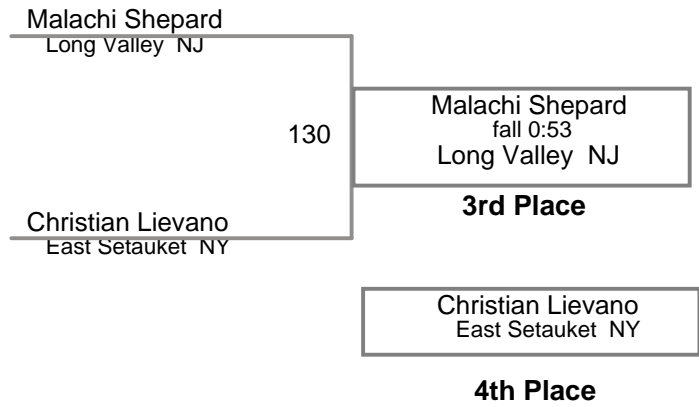 Malachi Shepard
Long Valley NJ
130
Malachi Shepard
fall 0:53
Long Valley NJ
3rd Place
Christian Lievano
East Setauket NY
Christian Lievano
East Setauket NY
4th Place